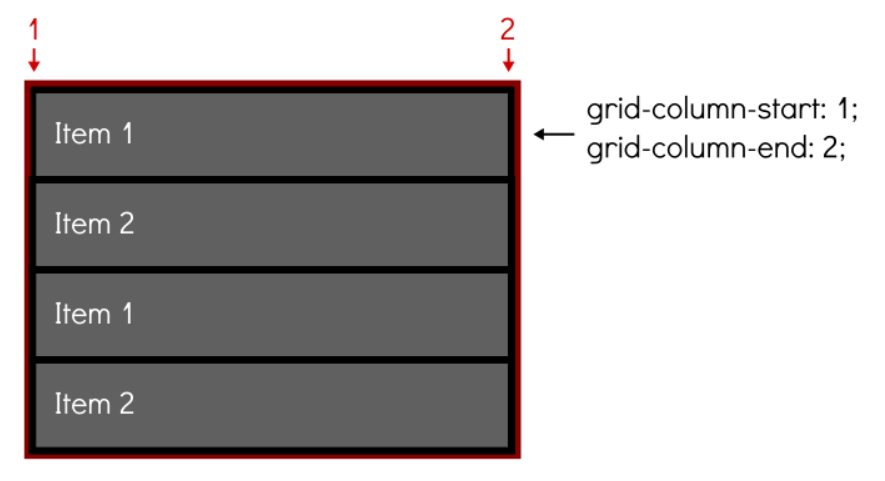 1
2
Item 1
grid-column-start: 1;
grid-column-end: 2;
Item 2
Item 1
Item 2